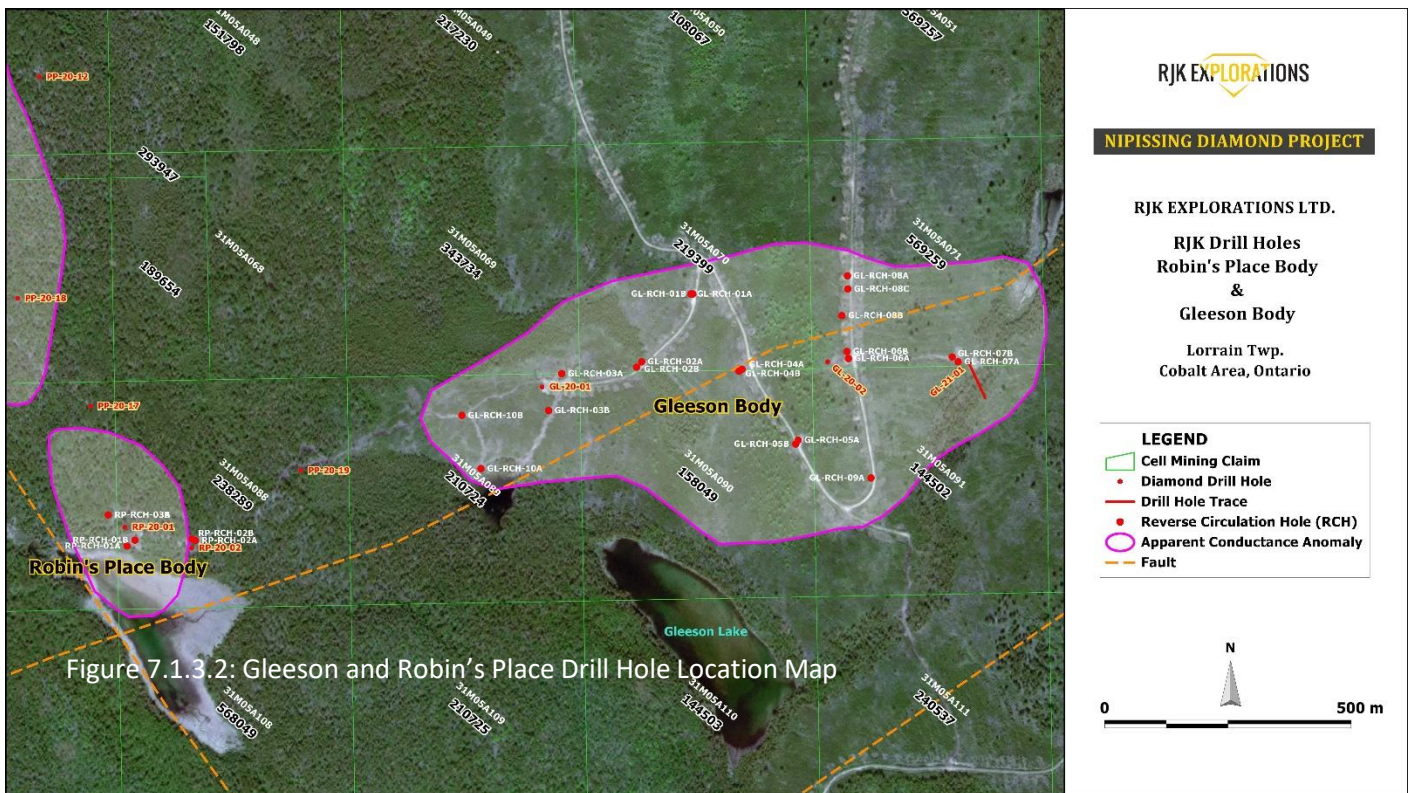 31M05A048
151798
31M05A049
217230
31M05A050
108067
569257
PP-20-12
293947
31M05A068
189654
31M05A069
343734
31M05A070
219399
31M05A071
569259
PP-20-18
GL-RCH-08A
GL-RCH-08C
GL-RCH-01B
GL-RCH-01A
GL-RCH-08B
GL-RCH-06B
GL-RCH-06A
GL-RCH-07B
GL-RCH-07A
GL-RCH-02A
GL-RCH-02B
GL-RCH-04A
GL-RCH-04B
GL-20-02
GL-21-01
GL-RCH-03A
GL-20-01
PP-20-17
GL-RCH-10B
GL-RCH-03B
Gleeson Body
GL-RCH-05A
GL-RCH-05B
PP-20-19
GL-RCH-10A
GL-RCH-09A
31M05A088
238289
31M05A089
210724
31M05A090
158049
31M05A091
144502
RP-20-01
RP-RCH-01B
RP-RCH-01A
RP-RCH-02B
RP-RCH-02A
RP-20-02
Robin's Place Body
Gleeson Lake
Figure 7.1.3.2: Gleeson and Robin’s Place Drill Hole Location Map
31M05A108
568049
31M05A109
210725
31M05A110
144503
31M05A111
240537
RJK EXPLORATIONS
NIPISSING DIAMOND PROJECT
RJK EXPLORATIONS LTD.
RJK Drill Holes
Robin's Place Body
&
Gleeson Body
Lorrain Twp.
Cobalt Area, Ontario
LEGEND
Cell Mining Claim
Diamond Drill Hole
Drill Hole Trace
Reverse Circulation Hole (RCH)
Apparent Conductance Anomaly
Fault
N
0 500 m